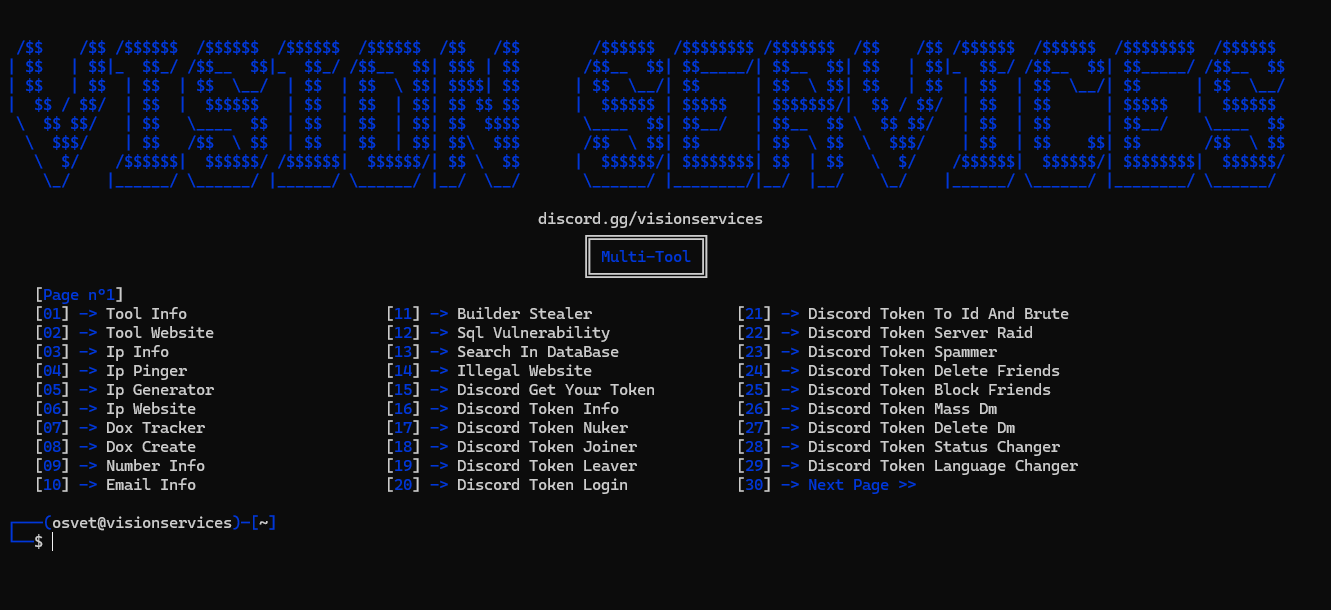 VISION SERVICES
discord.gg/visionservices
Multi-Tool
[Page n°1]
[01] -> Tool Info [11] -> Builder Stealer [21] -> Discord Token To Id And Brute
[02] -> Tool Website [12] -> Sql Vulnerability [22] -> Discord Token Server Raid
[03] -> Ip Info [13] -> Search In DataBase [23] -> Discord Token Spammer
[04] -> Ip Pinger [14] -> Illegal Website [24] -> Discord Token Delete Friends
[05] -> Ip Generator [15] -> Discord Get Your Token [25] -> Discord Token Block Friends
[06] -> Ip Website [16] -> Discord Token Info [26] -> Discord Token Mass Dm
[07] -> Dox Tracker [17] -> Discord Token Nuker [27] -> Discord Token Delete Dm
[08] -> Dox Create [18] -> Discord Token Joiner [28] -> Discord Token Status Changer
[09] -> Number Info [19] -> Discord Token Leaver [29] -> Discord Token Language Changer
[10] -> Email Info [20] -> Discord Token Login [30] -> Next Page >>
(osvet@visionservices)-[~]
$